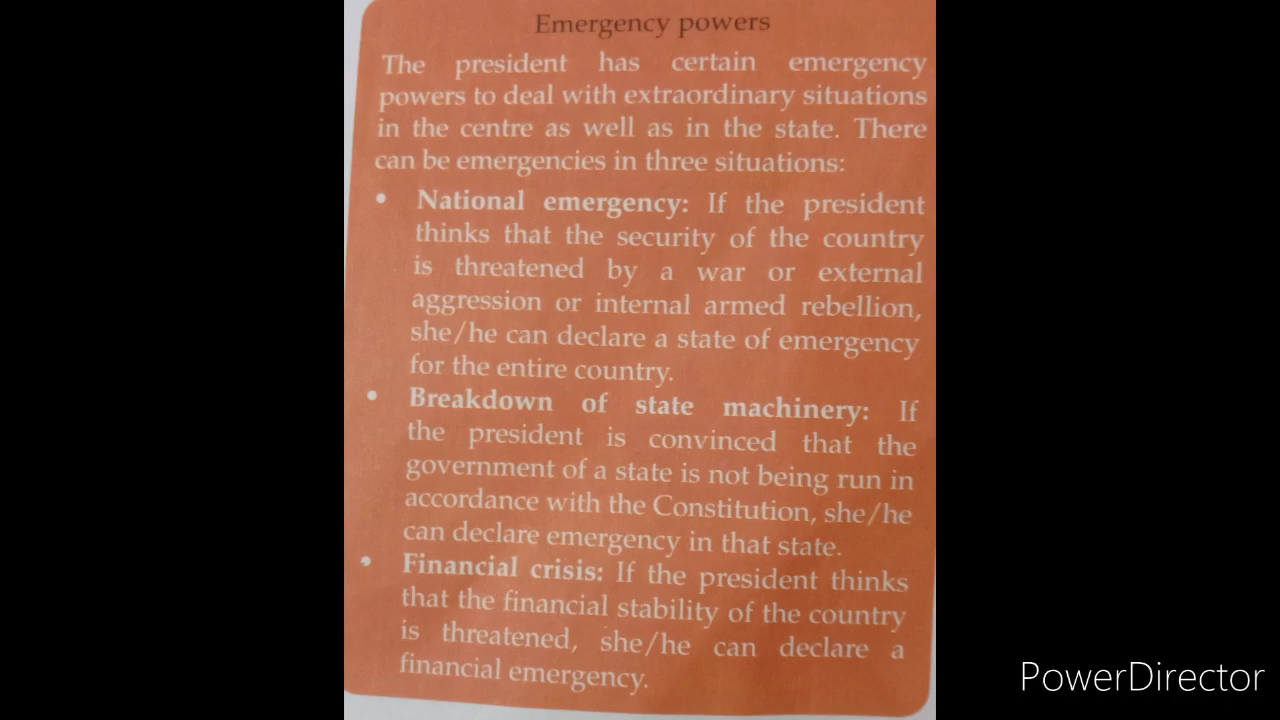 Emergency powers
The president has certain emergency
powers to deal with extraordinary situations
in the centre as well as in the state. There
can be emergencies in three situations:
• National emergency: If the president
thinks that the security of the country
is threatened by a war or external
aggression or internal armed rebellion,
she/he can declare a state of emergency
for the entire country.
• Breakdown of state machinery: If
the president is convinced that the
government of a state is not being run in
accordance with the Constitution, she/he
can declare emergency in that state.
• Financial crisis: If the president thinks
that the financial stability of the country
is threatened, she/he can declare a
financial emergency.
PowerDirector